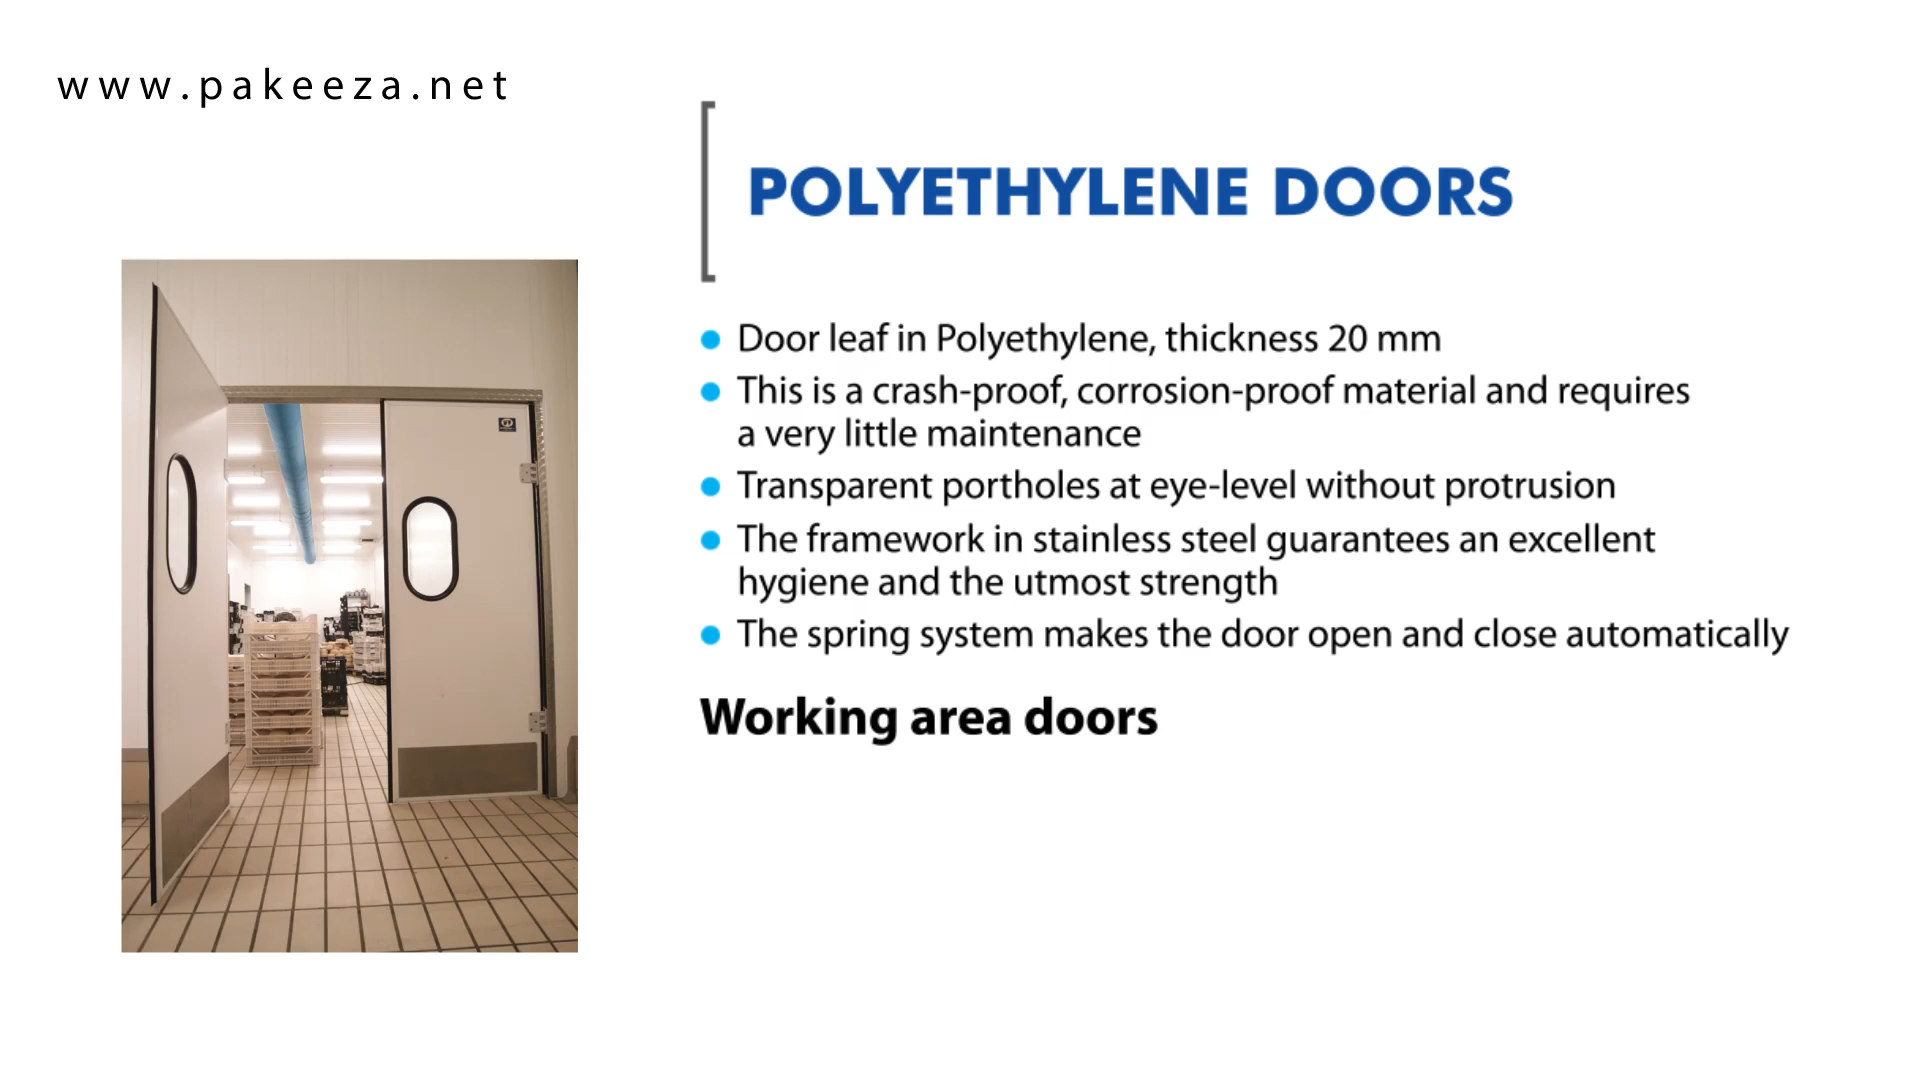 www.pakeeza.net
POLYETHYLENE DOORS
Door leaf in Polyethylene, thickness 20 mm
This is a crash-proof, corrosion-proof material and requires
a very little maintenance
Transparent portholes at eye-level without protrusion
The framework in stainless steel guarantees an excellent
hygiene and the utmost strength
The spring system makes the door open and close automatically
Working area doors